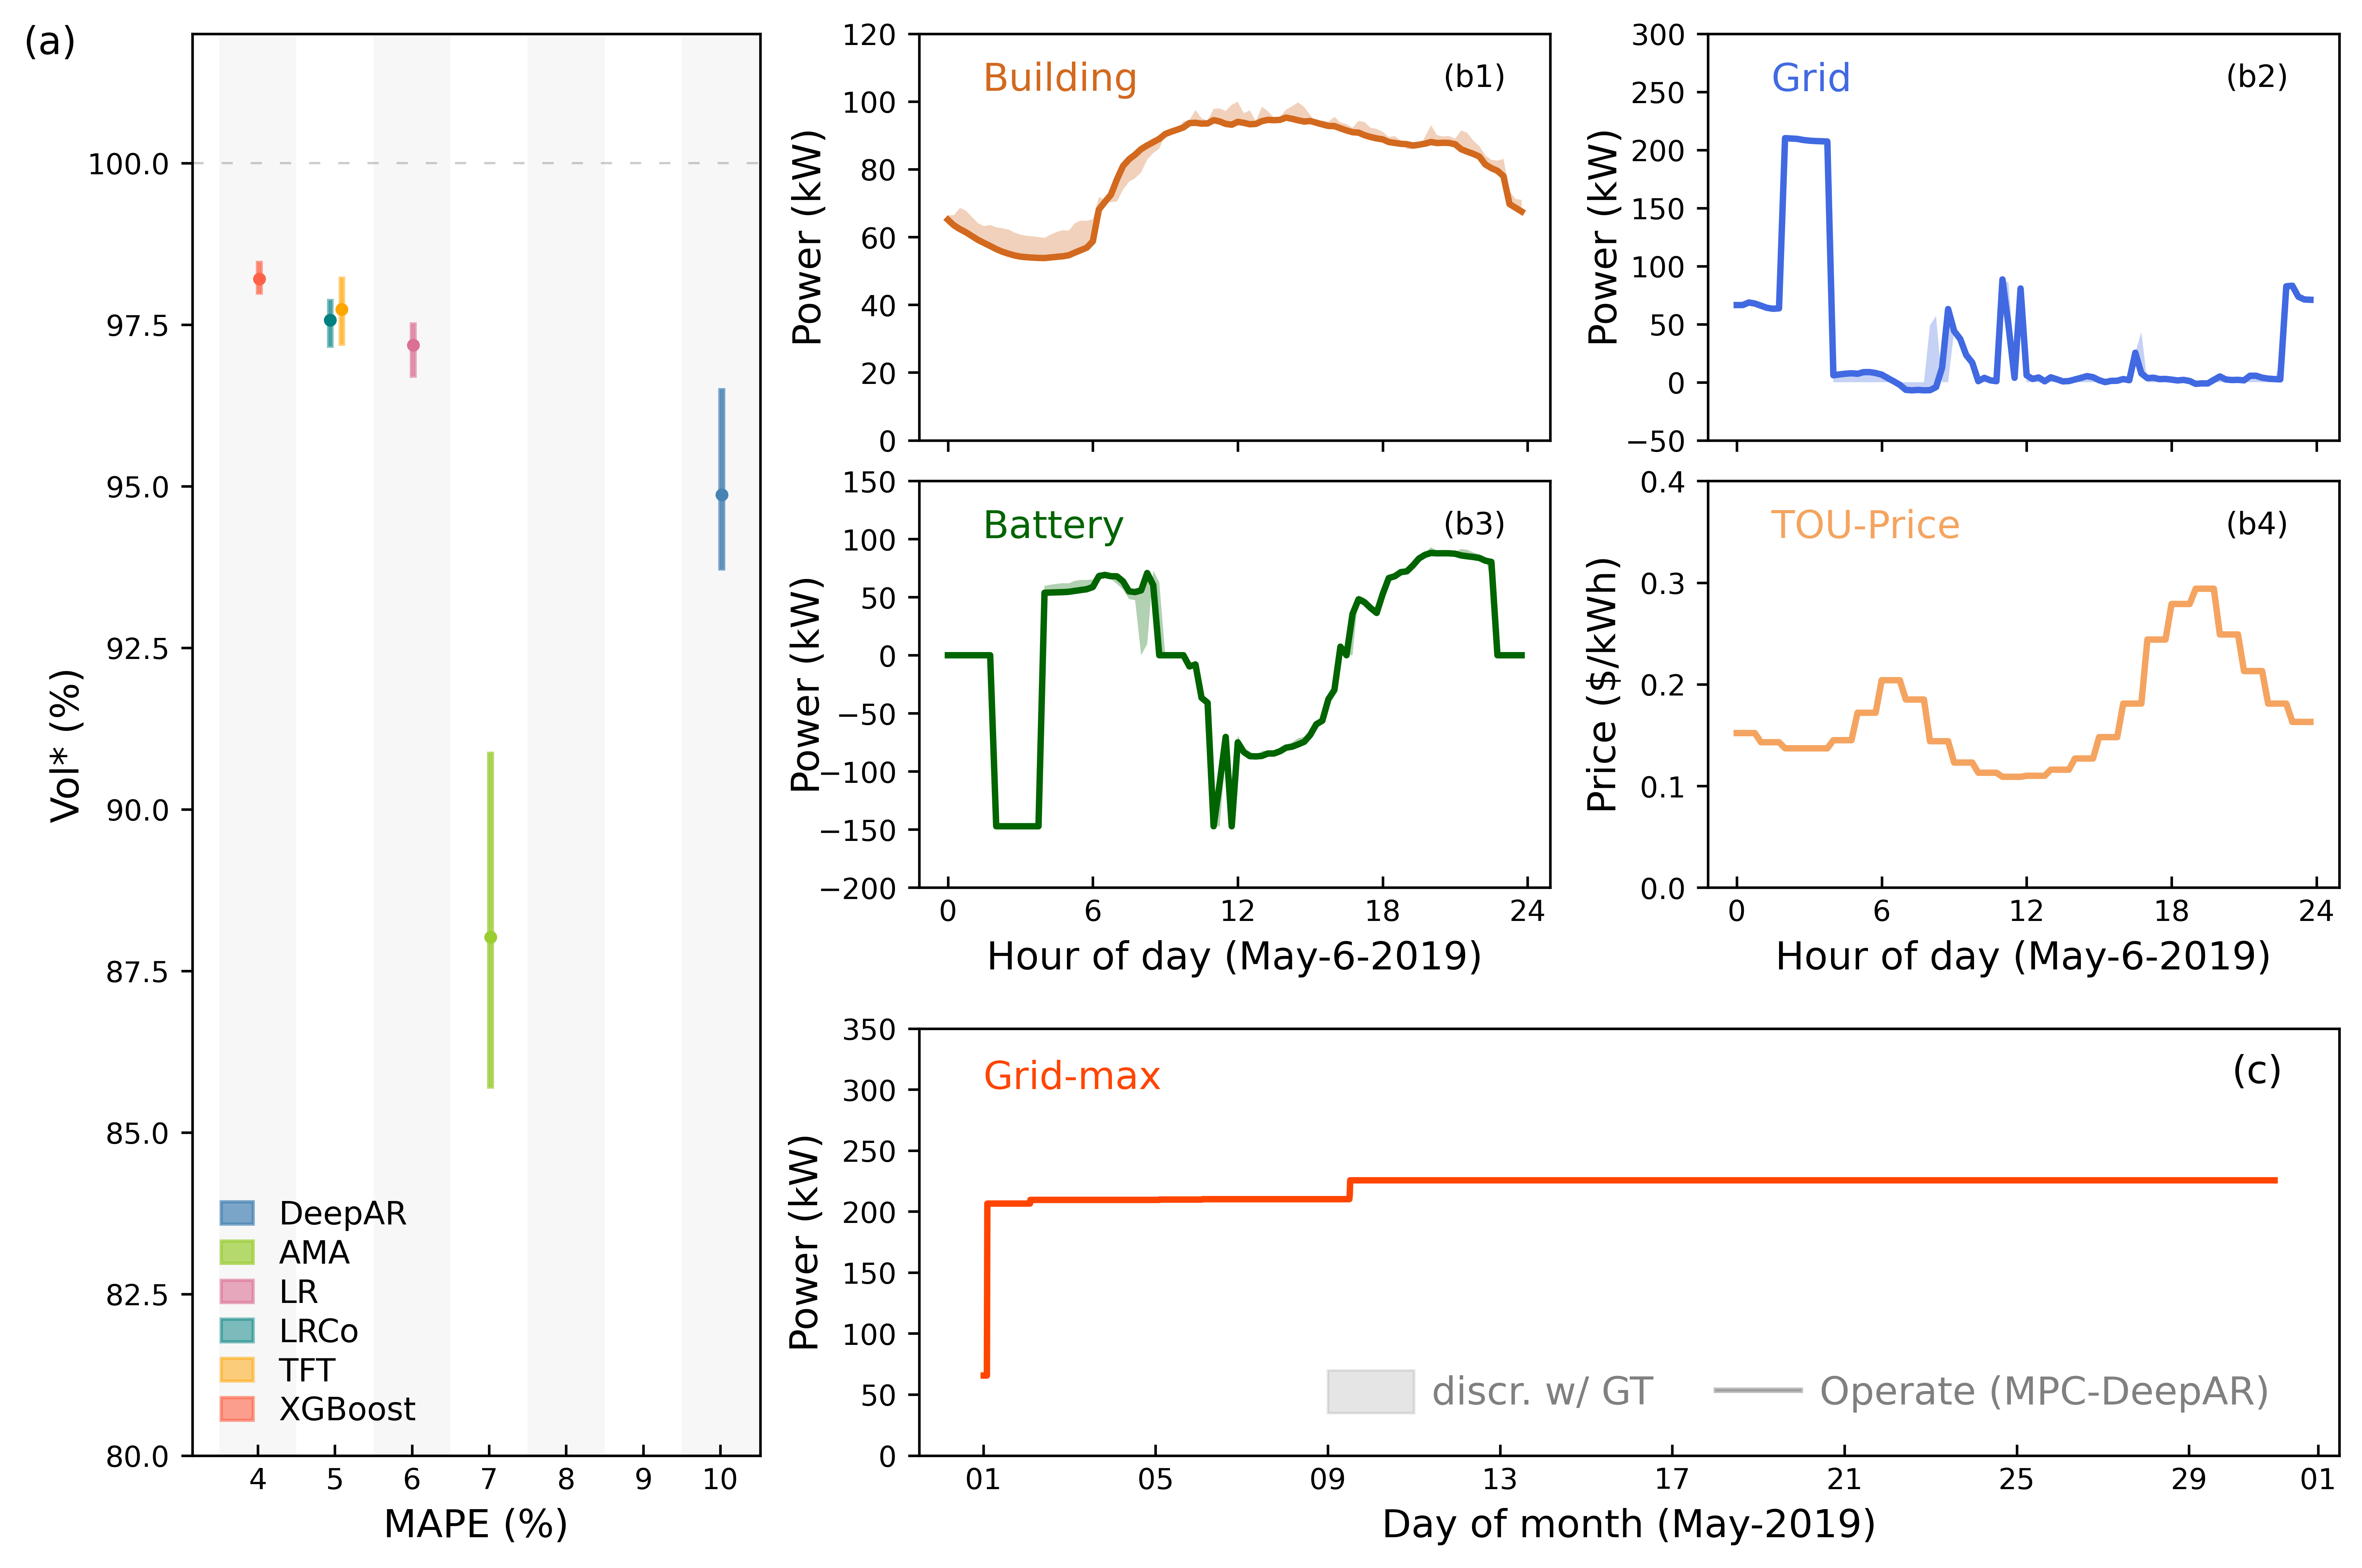 (a)
100.0
97.5
95.0
92.5
90.0
87.5
85.0
82.5
80.0
Vol* (%)
DeepAR
AMA
LR
LRCo
TFT
XGBoost
4 5 6 7 8 9 10
MAPE (%)
Building
(b1)
120
100
80
60
40
20
0
Power (kW)
Grid
(b2)
300
250
200
150
100
50
0
−50
Power (kW)
Battery
(b3)
150
100
50
0
−50
−100
−150
−200
Power (kW)
0 6 12 18 24
Hour of day (May-6-2019)
TOU-Price
(b4)
0.4
0.3
0.2
0.1
0.0
Price ($/kWh)
0 6 12 18 24
Hour of day (May-6-2019)
Grid-max
(c)
350
300
250
200
150
100
50
0
Power (kW)
discr. w/ GT
Operate (MPC-DeepAR)
01 05 09 13 17 21 25 29 01
Day of month (May-2019)